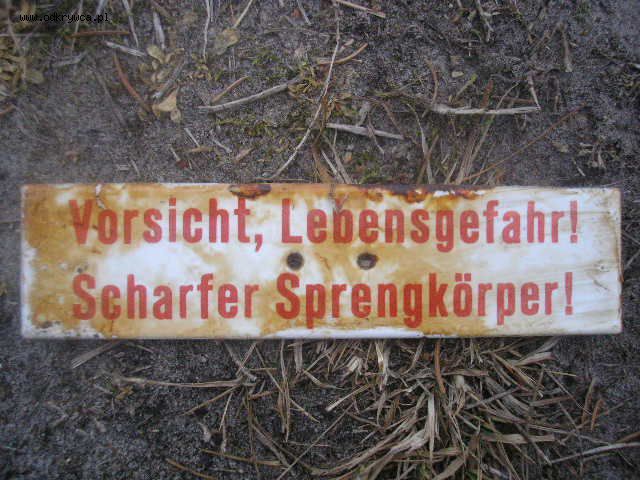 www.odkrywca.pl
Vorsicht, Lebensgefahr!
Scharfer Sprengkörper!